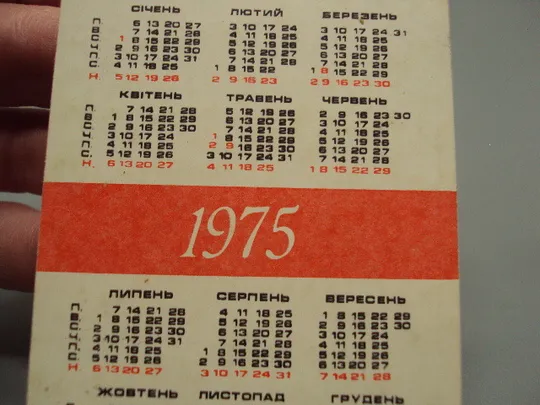 СІЧЕНЬ ЛЮТИЙ БЕРЕЗЕНЬ
П. 6 13 20 27 3 10 17 24 3 10 17 24 31
В. 7 14 21 28 4 11 18 25 4 11 18 25
С. 1 8 15 22 29 5 12 19 26 5 12 19 26
Ч. 2 9 16 23 30 6 13 20 27 6 13 20 27
П. 3 10 17 24 31 7 14 21 28 7 14 21 28
С. 4 11 18 25 1 8 15 22 1 8 15 22 29
Н. 5 12 19 26 2 9 16 23 2 9 16 23 30
КВІТЕНЬ ТРАВЕНЬ ЧЕРВЕНЬ
П. 7 14 21 28 5 12 19 26 2 9 16 23 30
В. 1 8 15 22 29 6 13 20 27 3 10 17 24
С. 2 9 16 23 30 7 14 21 28 4 11 18 25
Ч. 3 10 17 24 1 8 15 22 29 5 12 19 26
П. 4 11 18 25 2 9 16 23 30 6 13 20 27
С. 5 12 19 26 3 10 17 24 31 7 14 21 28
Н. 6 13 20 27 4 11 18 25 1 8 15 22 29
1975
ЛИПЕНЬ СЕРПЕНЬ ВЕРЕСЕНЬ
П. 7 14 21 28 4 11 18 25 1 8 15 22 29
В. 1 8 15 22 29 5 12 19 26 2 9 16 23 30
С. 2 9 16 23 30 6 13 20 27 3 10 17 24
Ч. 3 10 17 24 31 7 14 21 28 4 11 18 25
П. 4 11 18 25 1 8 15 22 29 5 12 19 26
С. 5 12 19 26 2 9 16 23 30 6 13 20 27
Н. 6 13 20 27 3 10 17 24 31 7 14 21 28
ЖОВТЕНЬ ЛИСТОПАД ГРУДЕНЬ